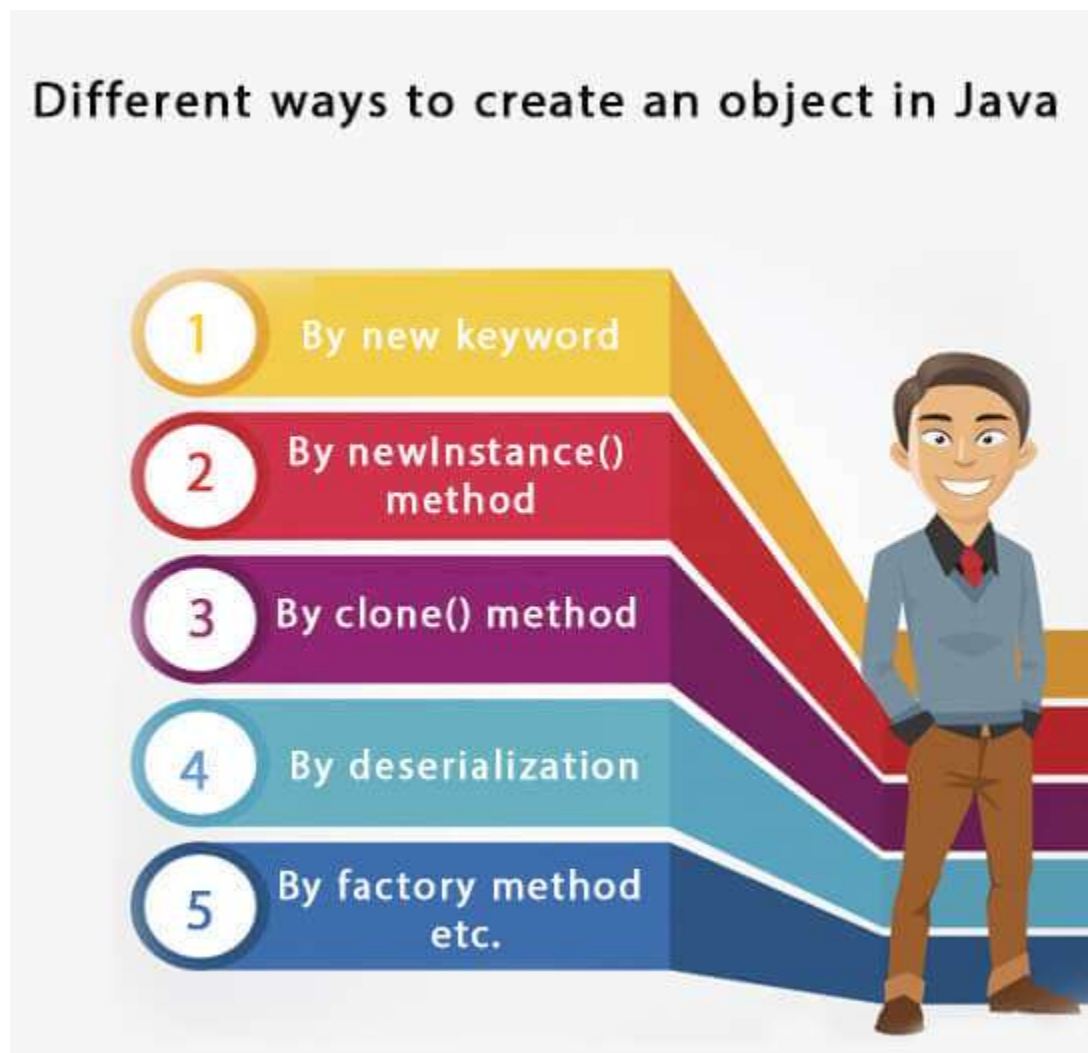 Different ways to create an object in Java
1
By new keyword
2
By newInstance()
method
3
By clone() method
4
By deserialization
5
By factory method
etc.